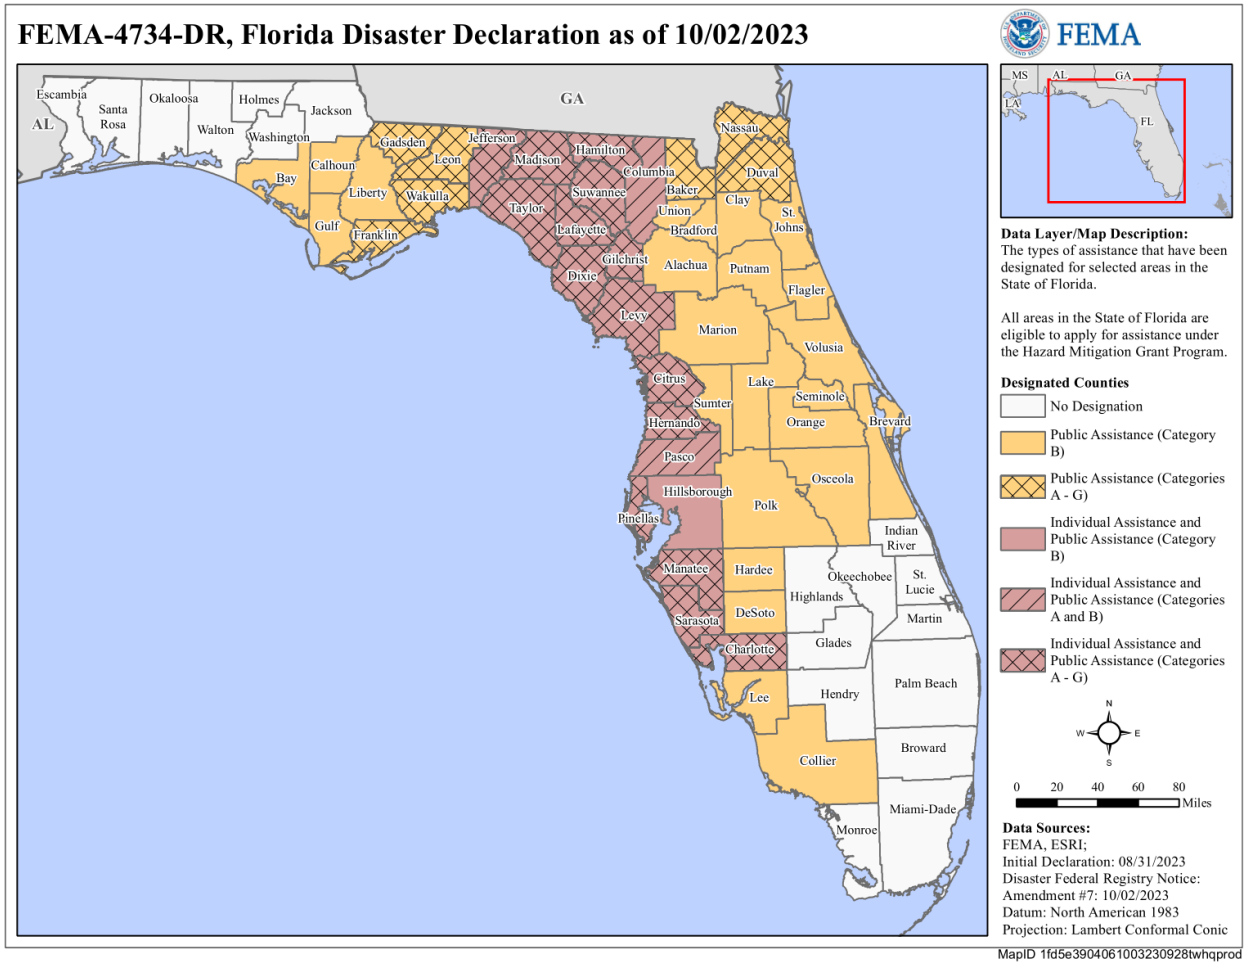 FEMA-4734-DR, Florida Disaster Declaration as of 10/02/2023
U.S. DEPARTMENT OF
HOMELAND SECURITY
FEMA
Escambia
Santa
Rosa
Okaloosa
Walton
Holmes
Washington
Jackson
AL
GA
Bay
Calhoun
Liberty
Gulf
Gadsden
Leon
Wakulla
Franklin
Jefferson
Madison
Hamilton
Columbia
Suwannee
Taylor
Lafayette
Gilchrist
Dixie
Levy
Nassau
Duval
Baker
Union
Bradford
Clay
St.
Johns
Alachua
Putnam
Flagler
Marion
Volusia
Citrus
Sumter
Lake
Seminole
Hernando
Orange
Brevard
Pasco
Hillsborough
Pinellas
Polk
Osceola
Indian
River
Manatee
Hardee
Highlands
Okeechobee
St.
Lucie
Sarasota
DeSoto
Martin
Charlotte
Glades
Lee
Hendry
Palm Beach
Collier
Broward
Monroe
Miami-Dade
MS
AL
GA
LA
FL
Data Layer/Map Description:
The types of assistance that have been
designated for selected areas in the
State of Florida.
All areas in the State of Florida are
eligible to apply for assistance under
the Hazard Mitigation Grant Program.
Designated Counties
No Designation
Public Assistance (Category
B)
Public Assistance (Categories
A - G)
Individual Assistance and
Public Assistance (Category
B)
Individual Assistance and
Public Assistance (Categories
A and B)
Individual Assistance and
Public Assistance (Categories
A - G)
N
W
E
S
0 20 40 60 80
Miles
Data Sources:
FEMA, ESRI;
Initial Declaration: 08/31/2023
Disaster Federal Registry Notice:
Amendment #7: 10/02/2023
Datum: North American 1983
Projection: Lambert Conformal Conic
MapID 1fd5e3904061003230928twhqprod